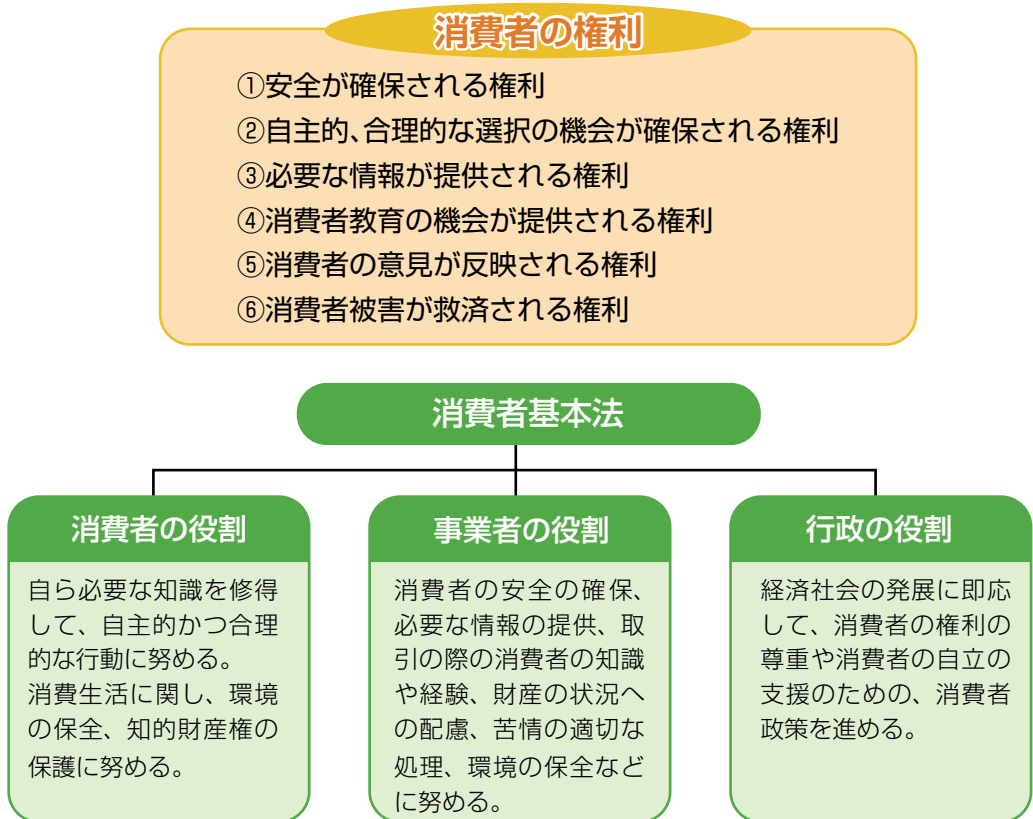 消費者の権利
①安全が確保される権利
②自主的、合理的な選択の機会が確保される権利
③必要な情報が提供される権利
④消費者教育の機会が提供される権利
⑤消費者の意見が反映される権利
⑥消費者被害が救済される権利
消費者基本法
消費者の役割
自ら必要な知識を修得
して、自主的かつ合理
的な行動に努める。
消費生活に関し、環境
の保全、知的財産権の
保護に努める。
事業者の役割
消費者の安全の確保、
必要な情報の提供、取
引の際の消費者の知識
や経験、財産の状況へ
の配慮、苦情の適切な
処理、環境の保全など
に努める。
行政の役割
経済社会の発展に即応
して、消費者の権利の
尊重や消費者の自立の
支援のための、消費者
政策を進める。